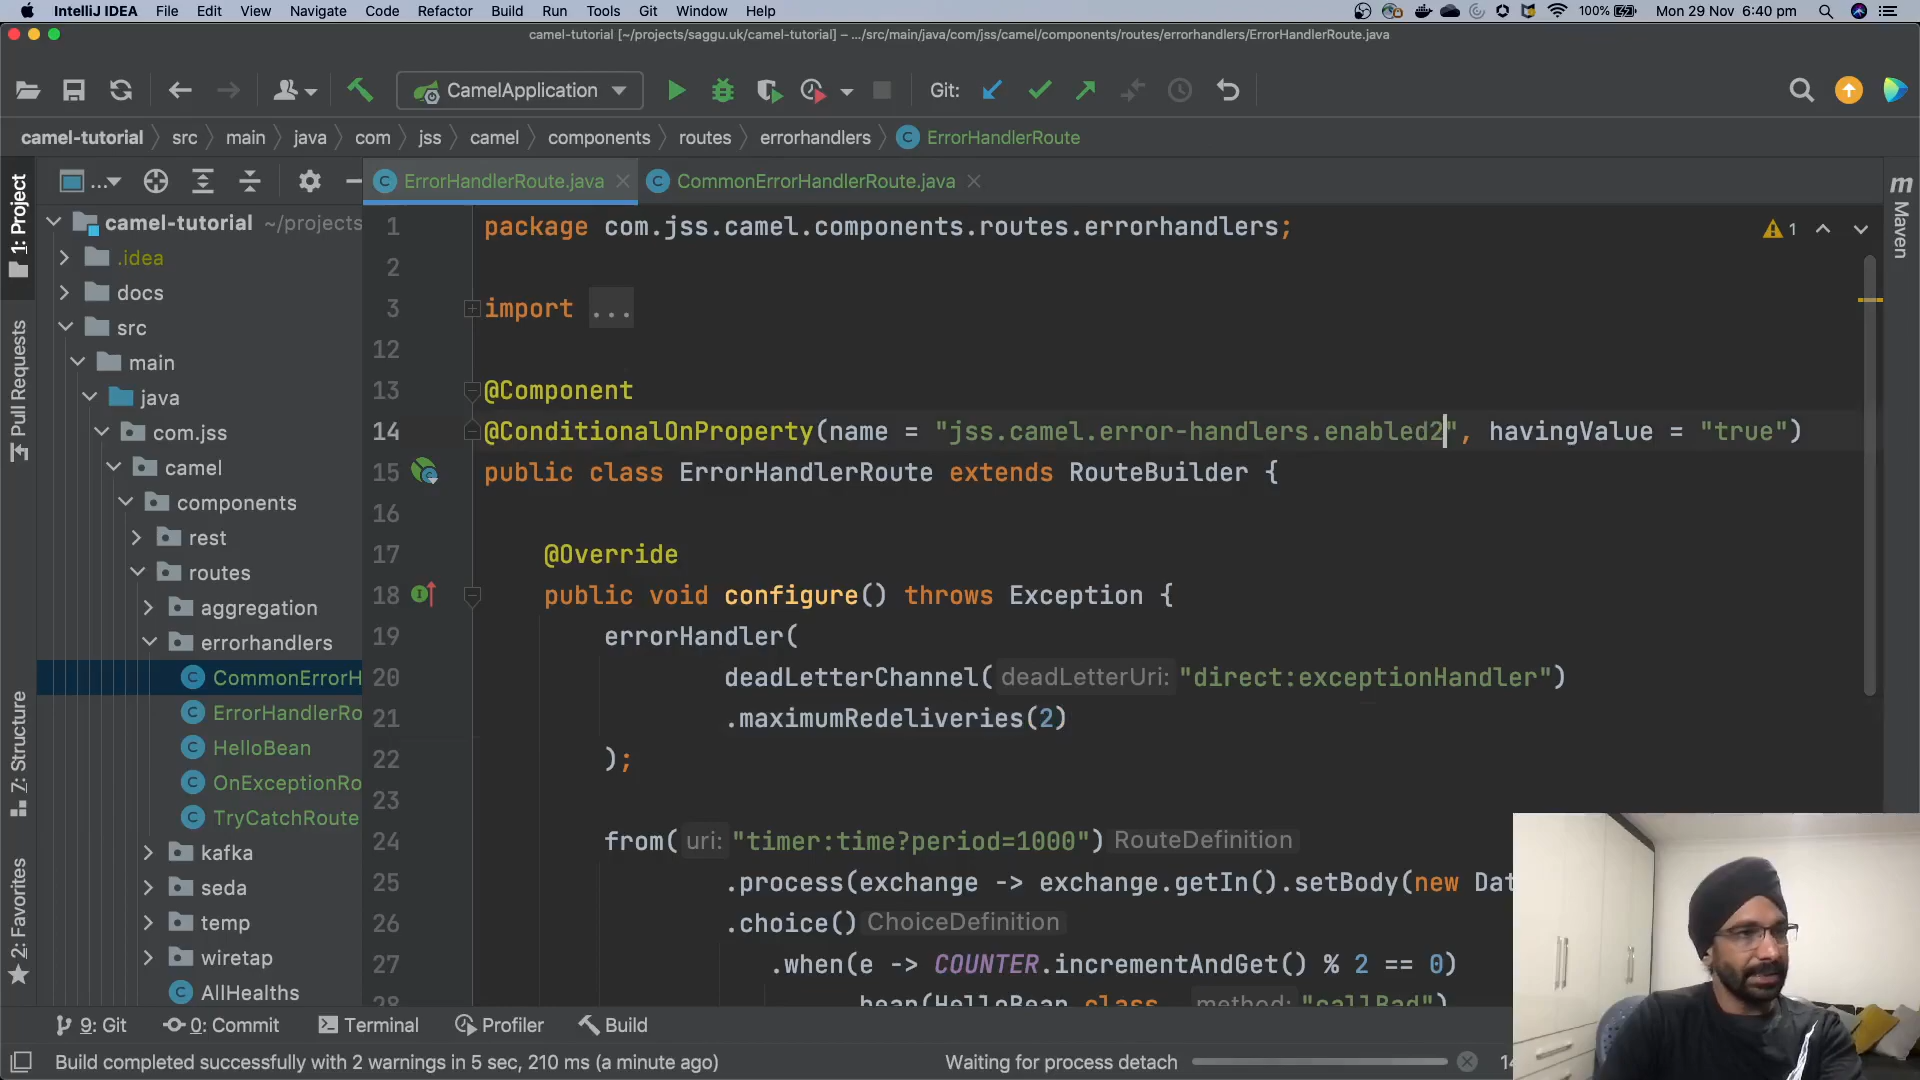 IntelliJ IDEA File Edit View Navigate Code Refactor Build Run Tools Git Window Help 100% Mon 29 Nov 6:40 pm
camel-tutorial [~/projects/saggu.uk/camel-tutorial] – .../src/main/java/com/jss/camel/components/routes/errorhandlers/ErrorHandlerRoute.java
CamelApplication Git:
camel-tutorial src main java com jss camel components routes errorhandlers ErrorHandlerRoute
... ErrorHandlerRoute.java CommonErrorHandlerRoute.java
1: Project
Pull Requests
7: Structure
2: Favorites
Maven
camel-tutorial ~/projects
.idea
docs
src
main
java
com.jss
camel
components
rest
routes
aggregation
errorhandlers
CommonErrorH
ErrorHandlerRo
HelloBean
OnExceptionRo
TryCatchRoute
kafka
seda
temp
wiretap
AllHealths
1 package com.jss.camel.components.routes.errorhandlers;
1
2
3 import ...
12
13 @Component
14 @ConditionalOnProperty(name = "jss.camel.error-handlers.enabled2", havingValue = "true")
15 public class ErrorHandlerRoute extends RouteBuilder {
16
17 @Override
18 public void configure() throws Exception {
19 errorHandler(
20 deadLetterChannel( deadLetterUri: "direct:exceptionHandler")
21 .maximumRedeliveries(2)
22 );
23
24 from( uri: "timer:time?period=1000") RouteDefinition
25 .process(exchange -> exchange.getIn().setBody(new Dat
26 .choice() ChoiceDefinition
27 .when(e -> COUNTER.incrementAndGet() % 2 == 0)
28 bean(HelloBean.class, method: "callBad")
9: Git 0: Commit Terminal Profiler Build
Build completed successfully with 2 warnings in 5 sec, 210 ms (a minute ago) Waiting for process detach